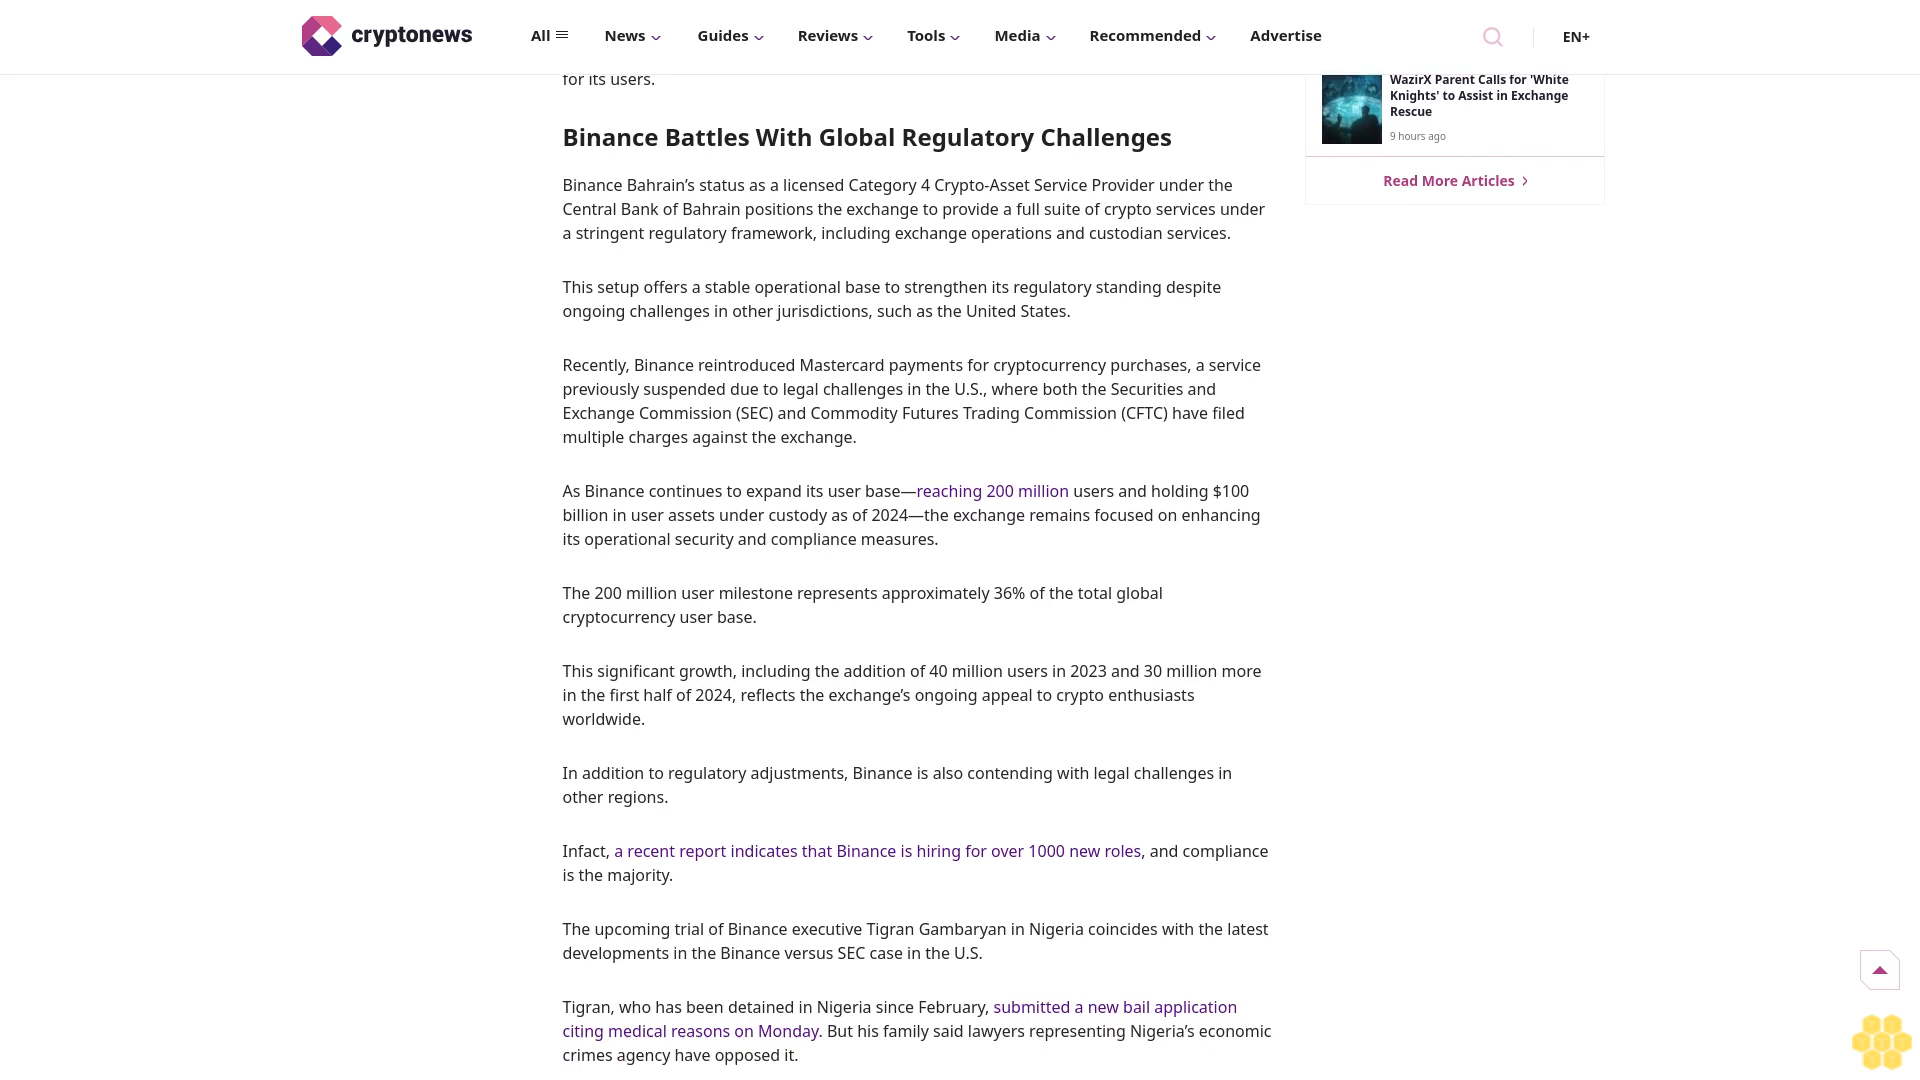 cryptonews
All
News
Guides
Reviews
Tools
Media
Recommended
Advertise
EN+
for its users.
Binance Battles With Global Regulatory Challenges
Binance Bahrain’s status as a licensed Category 4 Crypto-Asset Service Provider under the
Central Bank of Bahrain positions the exchange to provide a full suite of crypto services under
a stringent regulatory framework, including exchange operations and custodian services.
This setup offers a stable operational base to strengthen its regulatory standing despite
ongoing challenges in other jurisdictions, such as the United States.
Recently, Binance reintroduced Mastercard payments for cryptocurrency purchases, a service
previously suspended due to legal challenges in the U.S., where both the Securities and
Exchange Commission (SEC) and Commodity Futures Trading Commission (CFTC) have filed
multiple charges against the exchange.
As Binance continues to expand its user base—reaching 200 million users and holding $100
billion in user assets under custody as of 2024—the exchange remains focused on enhancing
its operational security and compliance measures.
The 200 million user milestone represents approximately 36% of the total global
cryptocurrency user base.
This significant growth, including the addition of 40 million users in 2023 and 30 million more
in the first half of 2024, reflects the exchange’s ongoing appeal to crypto enthusiasts
worldwide.
In addition to regulatory adjustments, Binance is also contending with legal challenges in
other regions.
Infact, a recent report indicates that Binance is hiring for over 1000 new roles, and compliance
is the majority.
The upcoming trial of Binance executive Tigran Gambaryan in Nigeria coincides with the latest
developments in the Binance versus SEC case in the U.S.
Tigran, who has been detained in Nigeria since February, submitted a new bail application
citing medical reasons on Monday. But his family said lawyers representing Nigeria’s economic
crimes agency have opposed it.
WazirX Parent Calls for 'White
Knights' to Assist in Exchange
Rescue
9 hours ago
Read More Articles